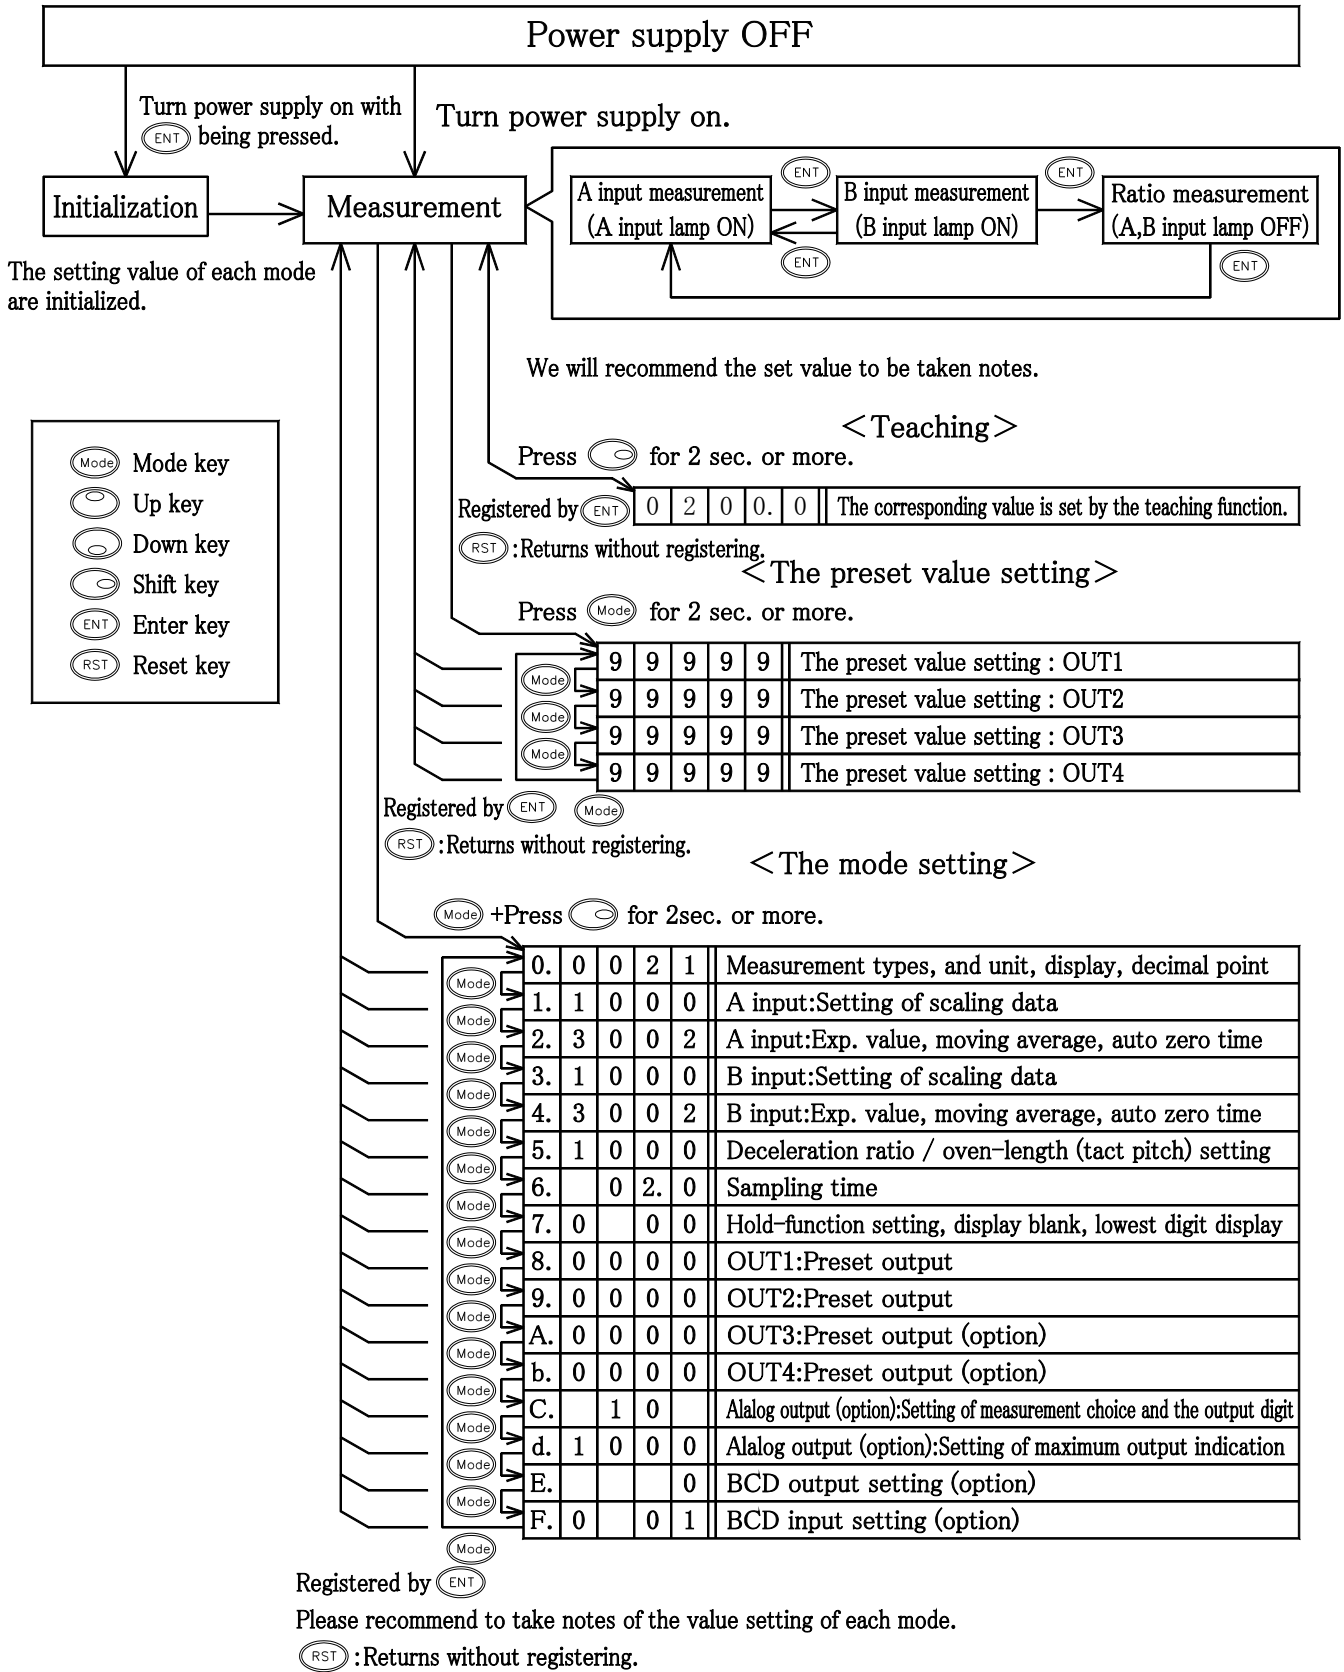 Power supply OFF
Turn power supply on with
ENT being pressed.
Turn power supply on.
Initialization
Measurement
A input measurement
(A input lamp ON)
ENT
B input measurement
(B input lamp ON)
ENT
Ratio measurement
(A,B input lamp OFF)
ENT
ENT
The setting value of each mode
are initialized.
We will recommend the set value to be taken notes.
Mode Mode key
Up key
Down key
Shift key
ENT Enter key
RST Reset key
<Teaching>
Press for 2 sec. or more.
Registered by ENT 0 2 0 0. 0 The corresponding value is set by the teaching function.
RST :Returns without registering.
<The preset value setting>
Press Mode for 2 sec. or more.
9 9 9 9 9 The preset value setting : OUT1
Mode
9 9 9 9 9 The preset value setting : OUT2
Mode
9 9 9 9 9 The preset value setting : OUT3
Mode
9 9 9 9 9 The preset value setting : OUT4
Registered by ENT Mode
RST :Returns without registering.
<The mode setting>
Mode +Press for 2sec. or more.
0. 0 0 2 1 Measurement types, and unit, display, decimal point
Mode
1. 1 0 0 0 A input:Setting of scaling data
Mode
2. 3 0 0 2 A input:Exp. value, moving average, auto zero time
Mode
3. 1 0 0 0 B input:Setting of scaling data
Mode
4. 3 0 0 2 B input:Exp. value, moving average, auto zero time
Mode
5. 1 0 0 0 Deceleration ratio / oven-length (tact pitch) setting
Mode
6. 0 2. 0 Sampling time
Mode
7. 0 0 0 Hold-function setting, display blank, lowest digit display
Mode
8. 0 0 0 0 OUT1:Preset output
Mode
9. 0 0 0 0 OUT2:Preset output
Mode
A. 0 0 0 0 OUT3:Preset output (option)
Mode
b. 0 0 0 0 OUT4:Preset output (option)
Mode
C. 1 0 Alalog output (option):Setting of measurement choice and the output digit
Mode
d. 1 0 0 0 Alalog output (option):Setting of maximum output indication
Mode
E. 0 BCD output setting (option)
Mode
F. 0 0 1 BCD input setting (option)
Mode
Registered by ENT
Please recommend to take notes of the value setting of each mode.
RST :Returns without registering.